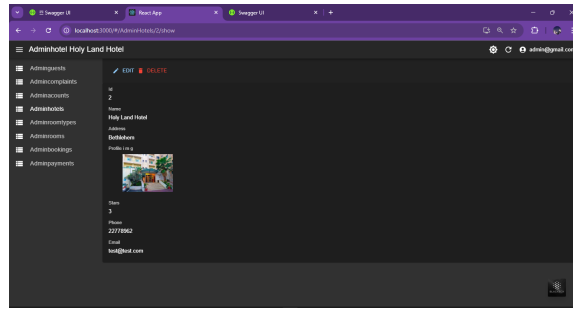 Swagger UI
React App
Swagger UI
localhost:3000/#/AdminHotels/2/show
Adminhotel Holy Land Hotel
admin@gmail.com
Adminguests
Admincomplaints
Adminacounts
Adminhotels
Adminroomtypes
Adminrooms
Adminbookings
Adminpayments
EDIT DELETE
Id
2
Name
Holy Land Hotel
Address
Bethlehem
Profile i m g
Stars
3
Phone
22778962
Email
test@test.com